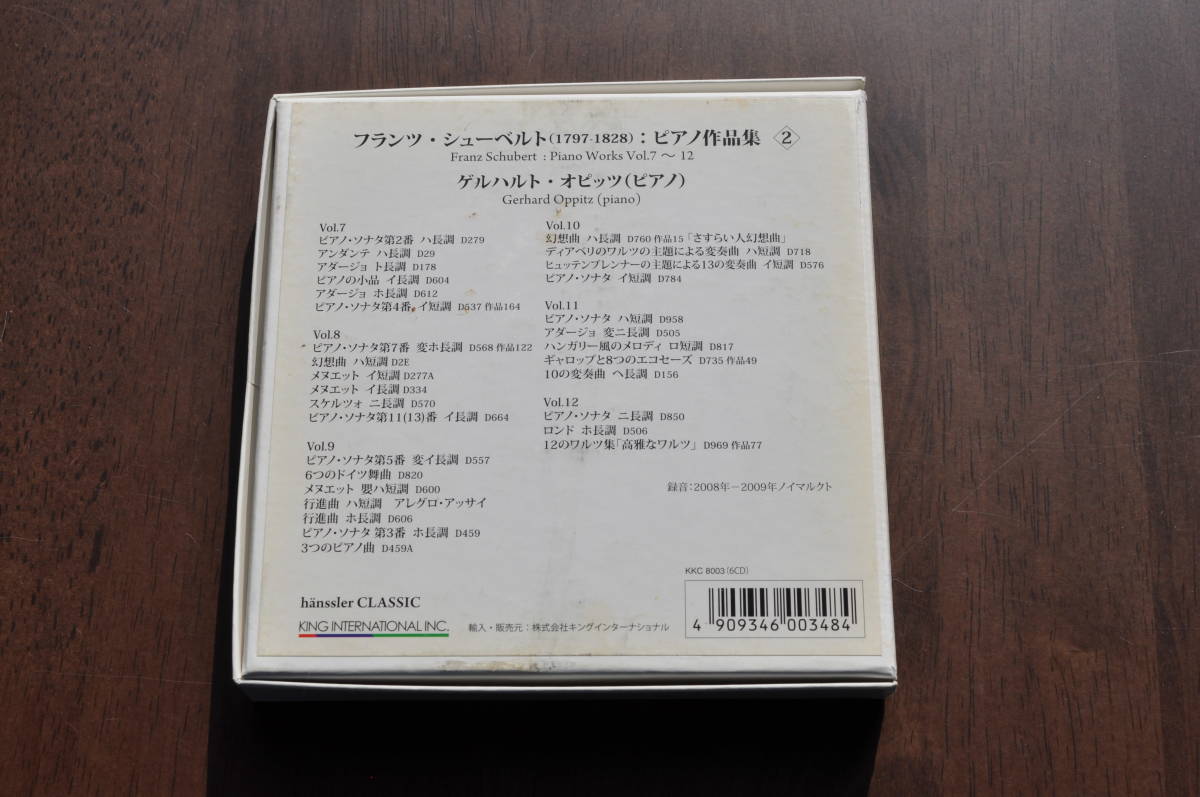 フランツ・シューベルト(1797-1828)：ピアノ作品集 2
Franz Schubert : Piano Works Vol.7 〜 12
ゲルハルト・オピッツ(ピアノ)
Gerhard Oppitz (piano)
Vol.7
ピアノ・ソナタ第2番 ハ長調 D279
アンダンテ ハ長調 D29
アダージョ ト長調 D178
ピアノの小品 イ長調 D604
アダージョ ホ長調 D612
ピアノ・ソナタ第4番 イ短調 D537 作品164
Vol.8
ピアノ・ソナタ第7番 変ホ長調 D568 作品122
幻想曲 ハ短調 D2E
メヌエット イ短調 D277A
メヌエット イ長調 D334
スケルツォ ニ長調 D570
ピアノ・ソナタ第11(13)番 イ長調 D664
Vol.9
ピアノ・ソナタ第5番 変イ長調 D557
6つのドイツ舞曲 D820
メヌエット 嬰ハ短調 D600
行進曲 ハ短調 アレグロ・アッサイ
行進曲 ホ長調 D606
ピアノ・ソナタ 第3番 ホ長調 D459
3つのピアノ曲 D459A
Vol.10
幻想曲 ハ長調 D760 作品15「さすらい人幻想曲」
ディアベリのワルツの主題による変奏曲 ハ短調 D718
ヒュッテンブレンナーの主題による13の変奏曲 イ短調 D576
ピアノ・ソナタ イ短調 D784
Vol.11
ピアノ・ソナタ ハ短調 D958
アダージョ 変ニ長調 D505
ハンガリー風のメロディ ロ短調 D817
ギャロップと8つのエコセーズ D735 作品49
10の変奏曲 ヘ長調 D156
Vol.12
ピアノ・ソナタ ニ長調 D850
ロンド ホ長調 D506
12のワルツ集「高雅なワルツ」 D969 作品77
録音：2008年－2009年ノイマルクト
KKC 8003(6CD)
hänssler CLASSIC
KING INTERNATIONAL INC.
輸入・販売元：株式会社キングインターナショナル
4 909346 003484